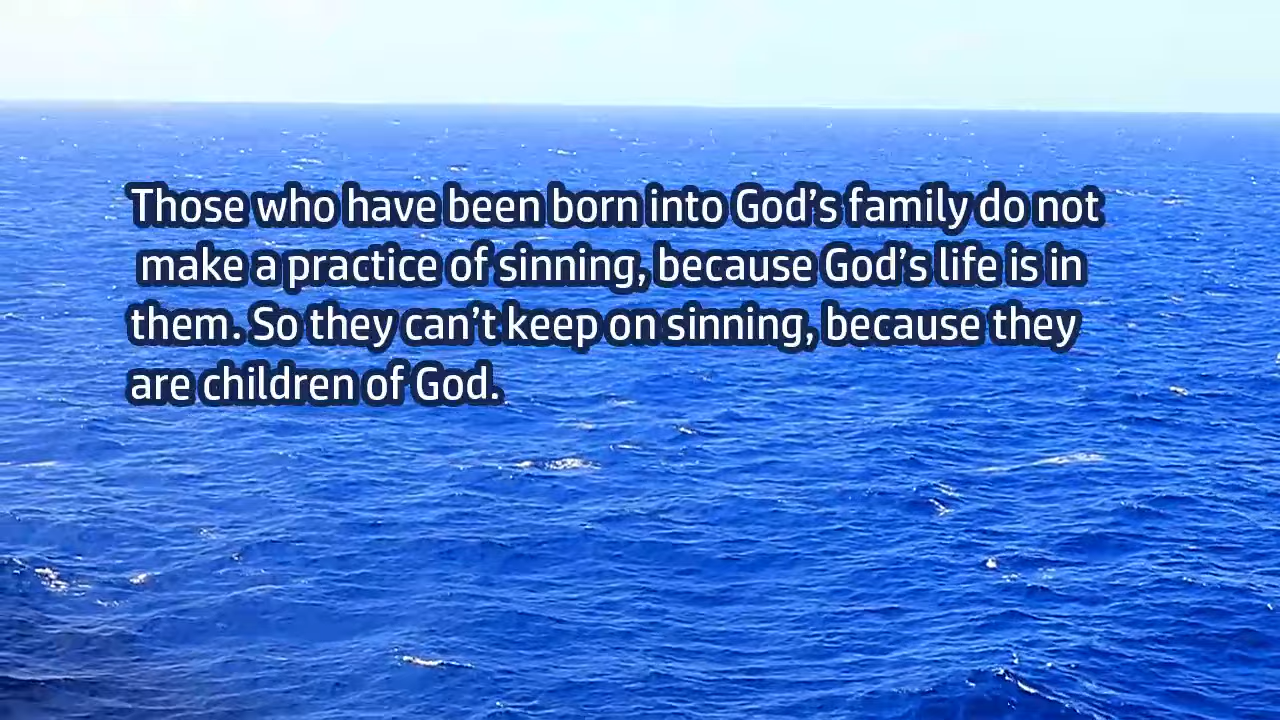 Those who have been born into God’s family do not
make a practice of sinning, because God’s life is in
them. So they can’t keep on sinning, because they
are children of God.